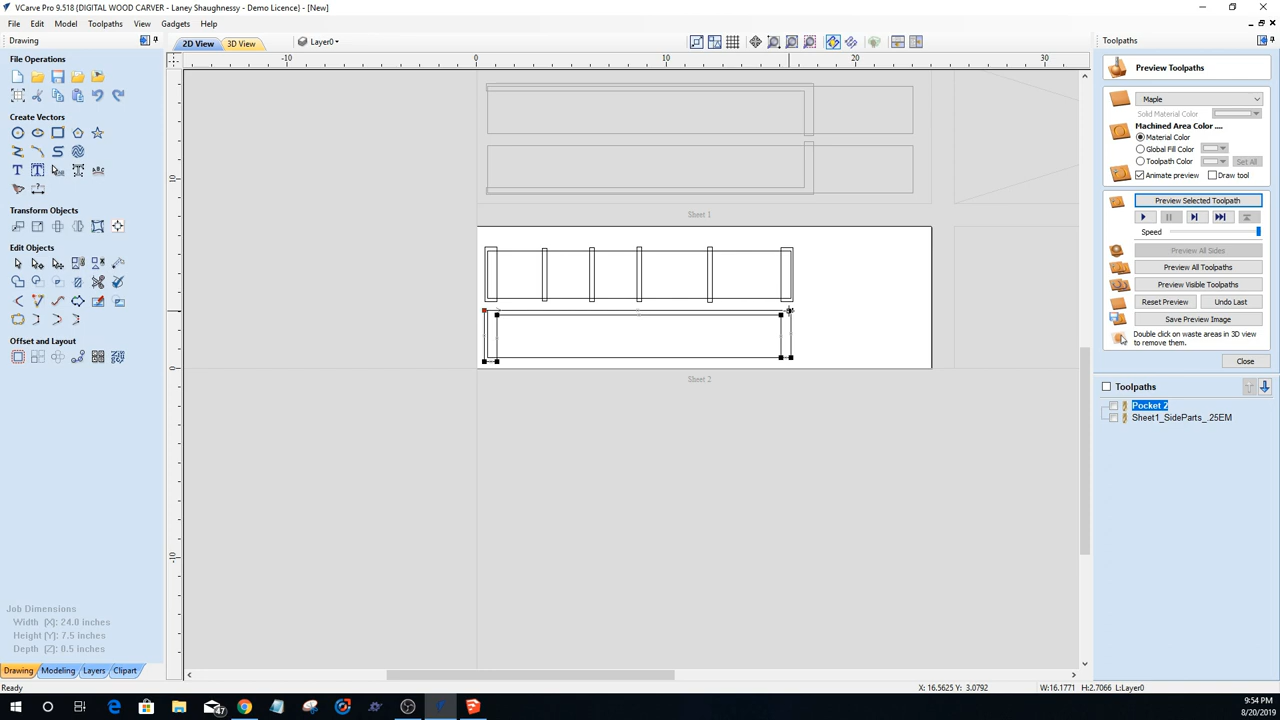 VCarve Pro 9.518 {DIGITAL WOOD CARVER - Laney Shaughnessy - Demo Licence} - [New]
File Edit Model Toolpaths View Gadgets Help
Drawing
File Operations
Create Vectors
Transform Objects
Edit Objects
Offset and Layout
Job Dimensions
Width (X): 24.0 inches
Height (Y): 7.5 inches
Depth (Z): 0.5 inches
Drawing Modeling Layers Clipart
2D View 3D View Layer0
-10 0 10 20 30
10
0
-10
Sheet 1
Sheet 2
Toolpaths
Preview Toolpaths
Maple
Solid Material Color
Machined Area Color ....
Material Color
Global Fill Color
Toolpath Color Set All
Animate preview Draw tool
Preview Selected Toolpath
Speed
Preview All Sides
Preview All Toolpaths
Preview Visible Toolpaths
Reset Preview Undo Last
Save Preview Image
Double click on waste areas in 3D view
to remove them.
Close
Toolpaths
Pocket 2
Sheet1_SideParts_.25EM
Ready X: 16.5625 Y: 3.0792 W:16.1771 H:2.7066 L:Layer0
47
9:54 PM
8/20/2019